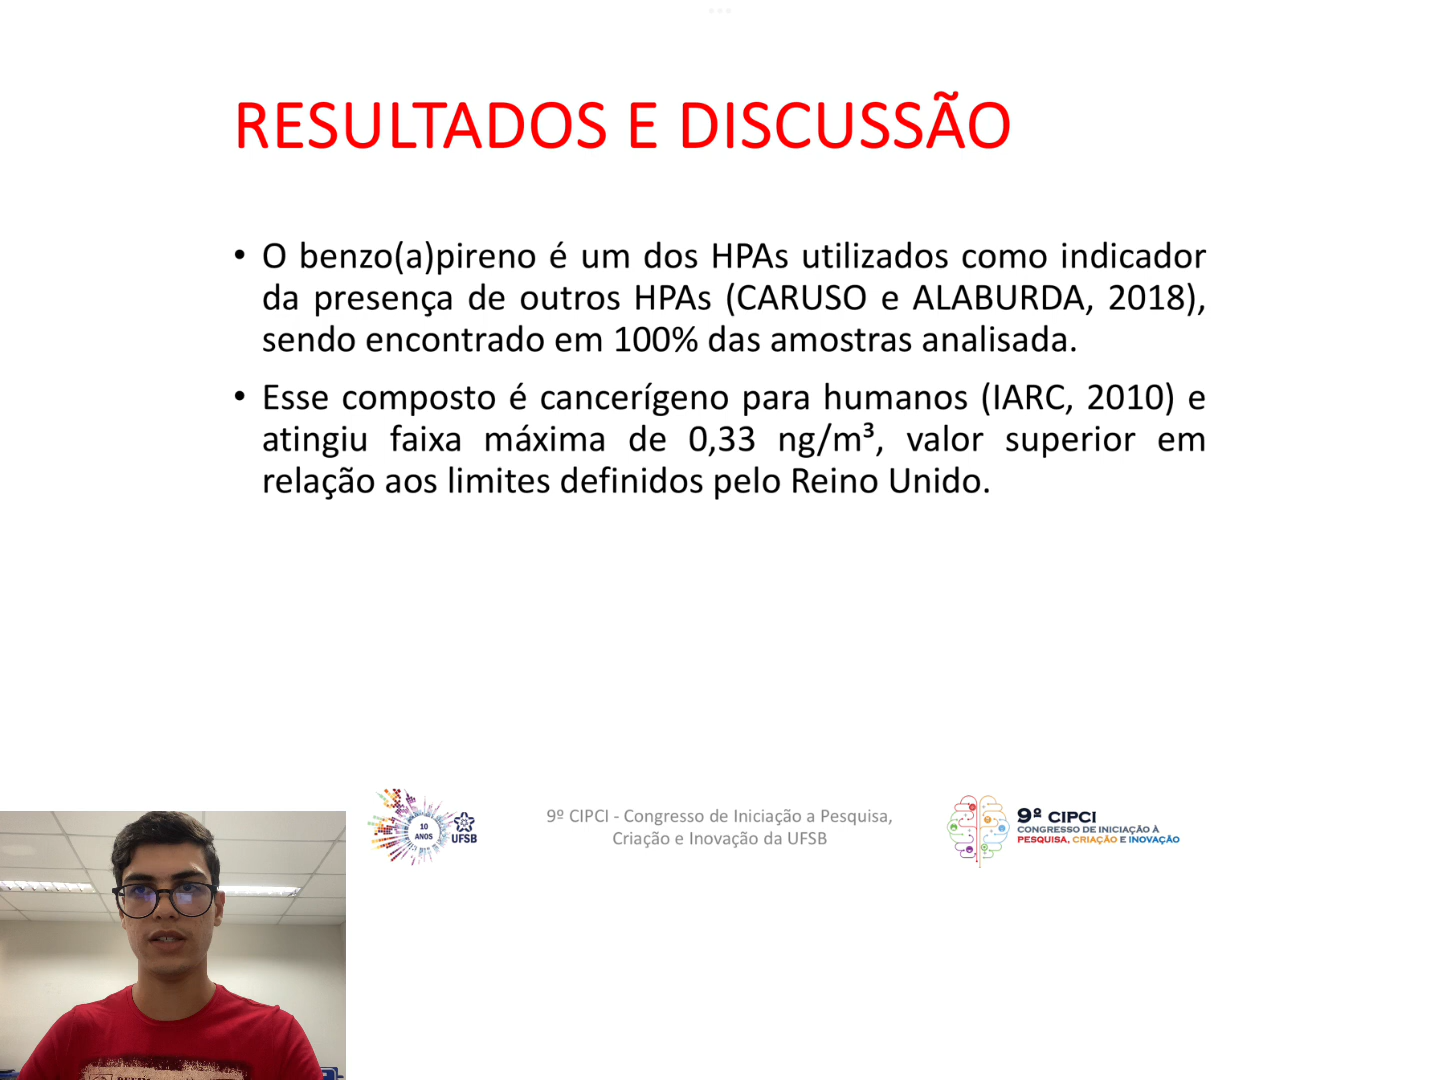 RESULTADOS E DISCUSSÃO
• O benzo(a)pireno é um dos HPAs utilizados como indicador
da presença de outros HPAs (CARUSO e ALABURDA, 2018),
sendo encontrado em 100% das amostras analisada.
• Esse composto é cancerígeno para humanos (IARC, 2010) e
atingiu faixa máxima de 0,33 ng/m³, valor superior em
relação aos limites definidos pelo Reino Unido.
10
ANOS
UFSB
9º CIPCI - Congresso de Iniciação a Pesquisa,
Criação e Inovação da UFSB
9º CIPCI
CONGRESSO DE INICIAÇÃO À
PESQUISA, CRIAÇÃO E INOVAÇÃO